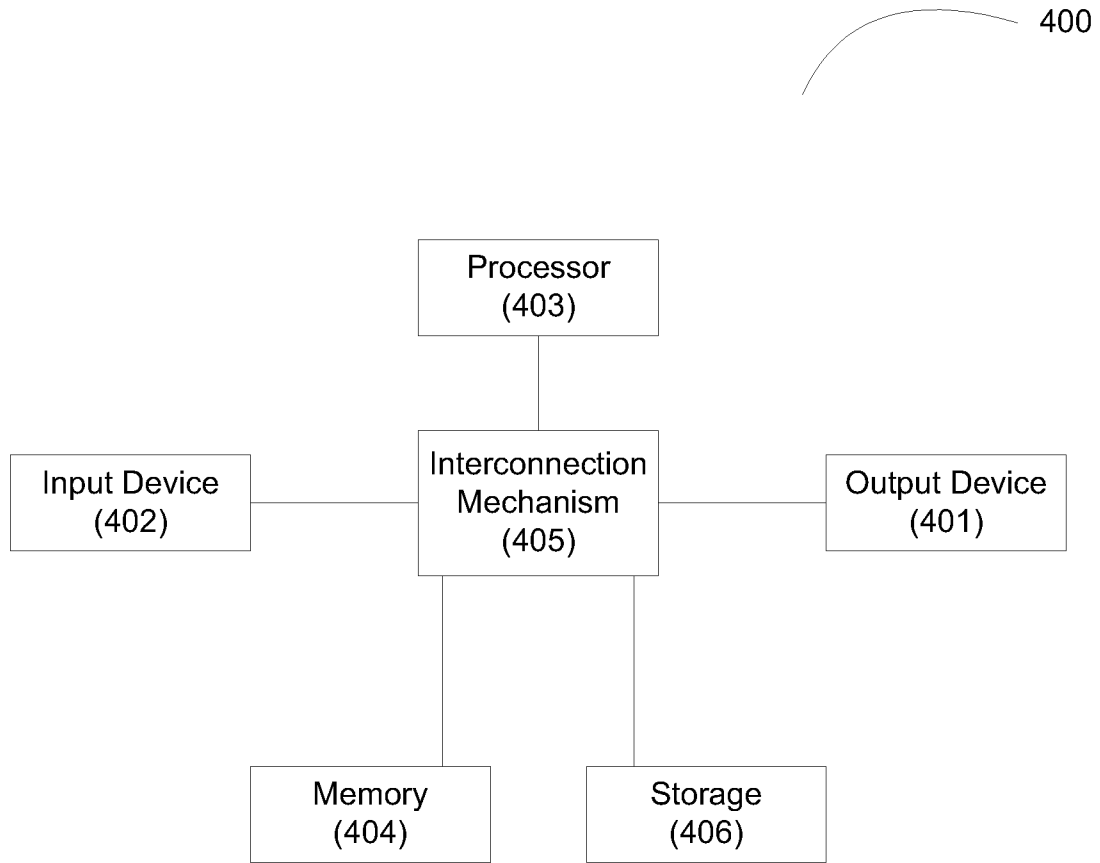 400
Processor
(403)
Input Device
(402)
Interconnection
Mechanism
(405)
Output Device
(401)
Memory
(404)
Storage
(406)